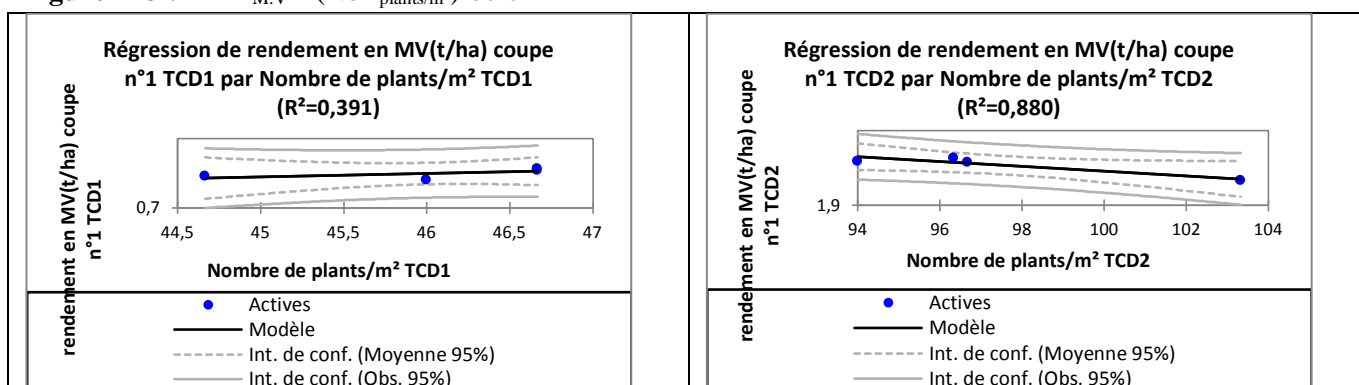 Régression de rendement en MV(t/ha) coupe
n°1 TCD1 par Nombre de plants/m² TCD1
(R²=0,391)
rendement en MV(t/ha) coupe
n°1 TCD1
0,7
44,5 45 45,5 46 46,5 47
Nombre de plants/m² TCD1
Actives
Modèle
Int. de conf. (Moyenne 95%)
Int. de conf. (Obs. 95%)
Régression de rendement en MV(t/ha) coupe
n°1 TCD2 par Nombre de plants/m² TCD2
(R²=0,880)
rendement en MV(t/ha) coupe
n°1 TCD2
1,9
94 96 98 100 102 104
Nombre de plants/m² TCD2
Actives
Modèle
Int. de conf. (Moyenne 95%)
Int. de conf. (Obs. 95%)